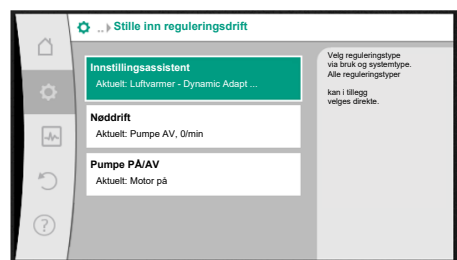 .. Stille inn reguleringsdrift
Innstillingsassistent
Aktuelt: Luftvarmer - Dynamic Adapt ...
Nøddrift
Aktuelt: Pumpe AV, 0/min
Pumpe PÅ/AV
Aktuelt: Motor på
Velg reguleringstype
via bruk og systemtype.
Alle reguleringstyper
kan i tillegg
velges direkte.
?